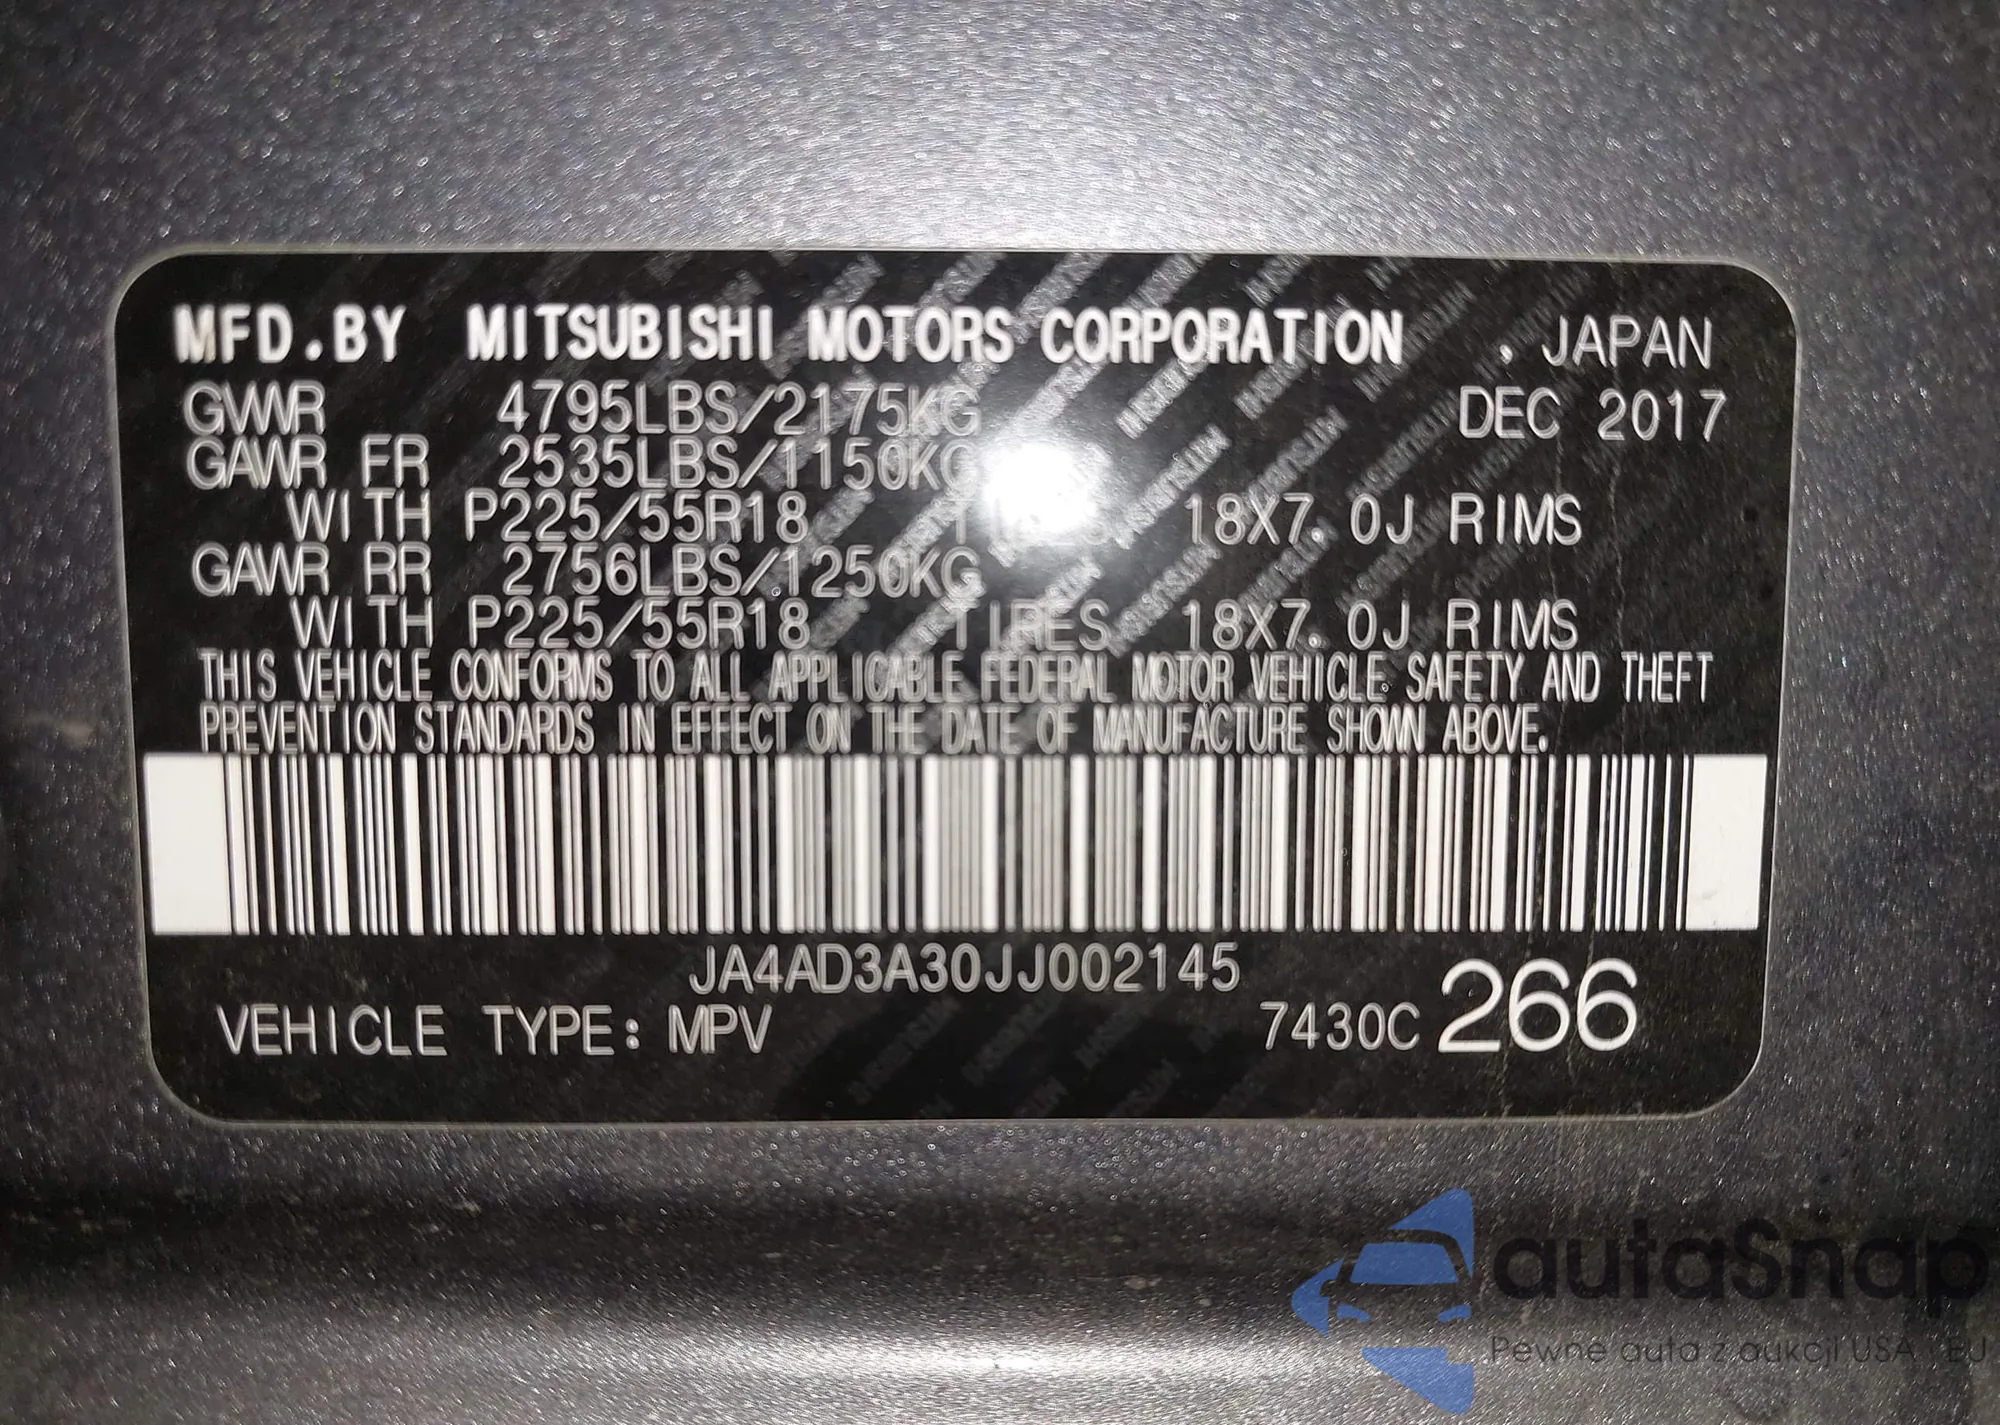 MFD.BY MITSUBISHI MOTORS CORPORATION , JAPAN
GVWR 4795LBS/2175KG DEC 2017
GAWR FR 2535LBS/1150KG
WITH P225/55R18 TIRES 18X7.0J RIMS
GAWR RR 2756LBS/1250KG
WITH P225/55R18 TIRES 18X7.0J RIMS
THIS VEHICLE CONFORMS TO ALL APPLICABLE FEDERAL MOTOR VEHICLE SAFETY AND THEFT
PREVENTION STANDARDS IN EFFECT ON THE DATE OF MANUFACTURE SHOWN ABOVE.
JA4AD3A30JJ002145
VEHICLE TYPE: MPV 7430C 266
autaSnap
Pewne auta z aukcji USA i EU